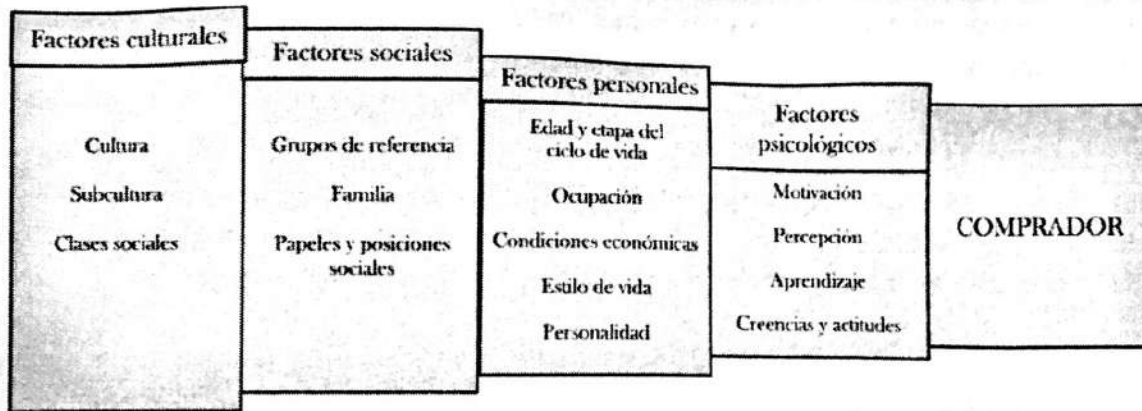 Factores culturales
Cultura
Subcultura
Clases sociales
Factores sociales
Grupos de referencia
Familia
Papeles y posiciones
sociales
Factores personales
Edad y etapa del
ciclo de vida
Ocupación
Condiciones económicas
Estilo de vida
Personalidad
Factores
psicológicos
Motivación
Percepción
Aprendizaje
Creencias y actitudes
COMPRADOR